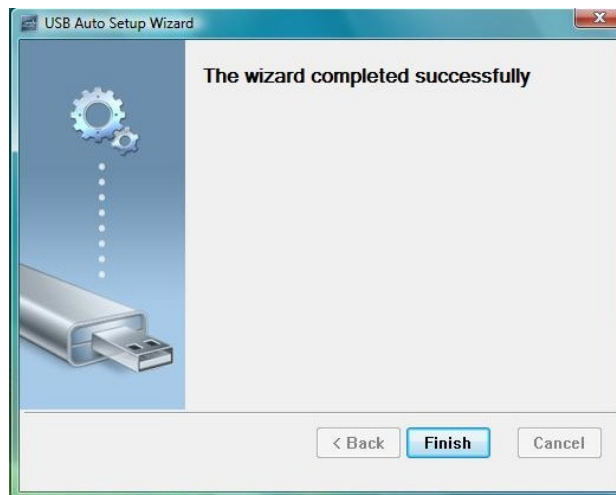 USB Auto Setup Wizard
X
The wizard completed successfully
< Back Finish Cancel